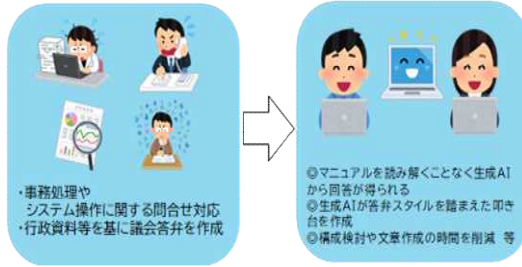 ・事務処理や
システム操作に関する問合せ対応
・行政資料等を基に議会答弁を作成
◎マニュアルを読み解くことなく生成AI
から回答が得られる
◎生成AIが答弁スタイルを踏まえた叩き
台を作成
◎構成検討や文章作成の時間を削減 等